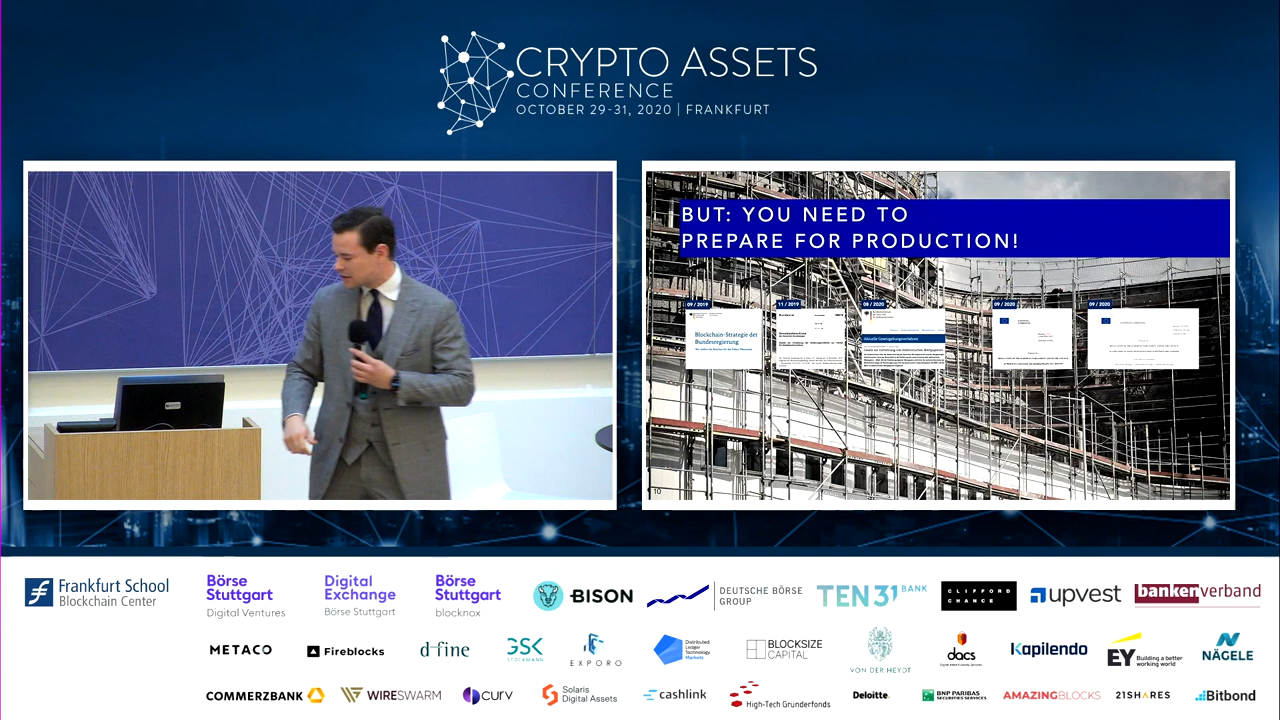 CRYPTO ASSETS
CONFERENCE
OCTOBER 29-31, 2020 | FRANKFURT
BUT: YOU NEED TO
PREPARE FOR PRODUCTION!
09 / 2019
11 / 2019
08 / 2020
09 / 2020
09 / 2020
Blockchain-Strategie der
Bundesregierung
Aktuelle Gesetzgebungsverfahren
10
Frankfurt School
Blockchain Center
Börse
Stuttgart
Digital Ventures
Digital
Exchange
Börse Stuttgart
Börse
Stuttgart
blocknox
BISON
DEUTSCHE BÖRSE
GROUP
TEN31 BANK
CLIFFORD
CHANCE
upvest
bankenverband
METACO
Fireblocks
d-fine
GSK
STOCKMANN
EXPORO
Distributed
Ledger
Technology
Markets
BLOCKSIZE
CAPITAL
VON DER HEYDT
dacs
Kapilendo
EY
Building a better
working world
NÄGELE
COMMERZBANK
WIRESWARM
CURV
Solaris
Digital Assets
cashlink
High-Tech Gründerfonds
Deloitte.
BNP PARIBAS
SECURITIES SERVICES
AMAZINGBLOCKS
21SHARES
Bitbond